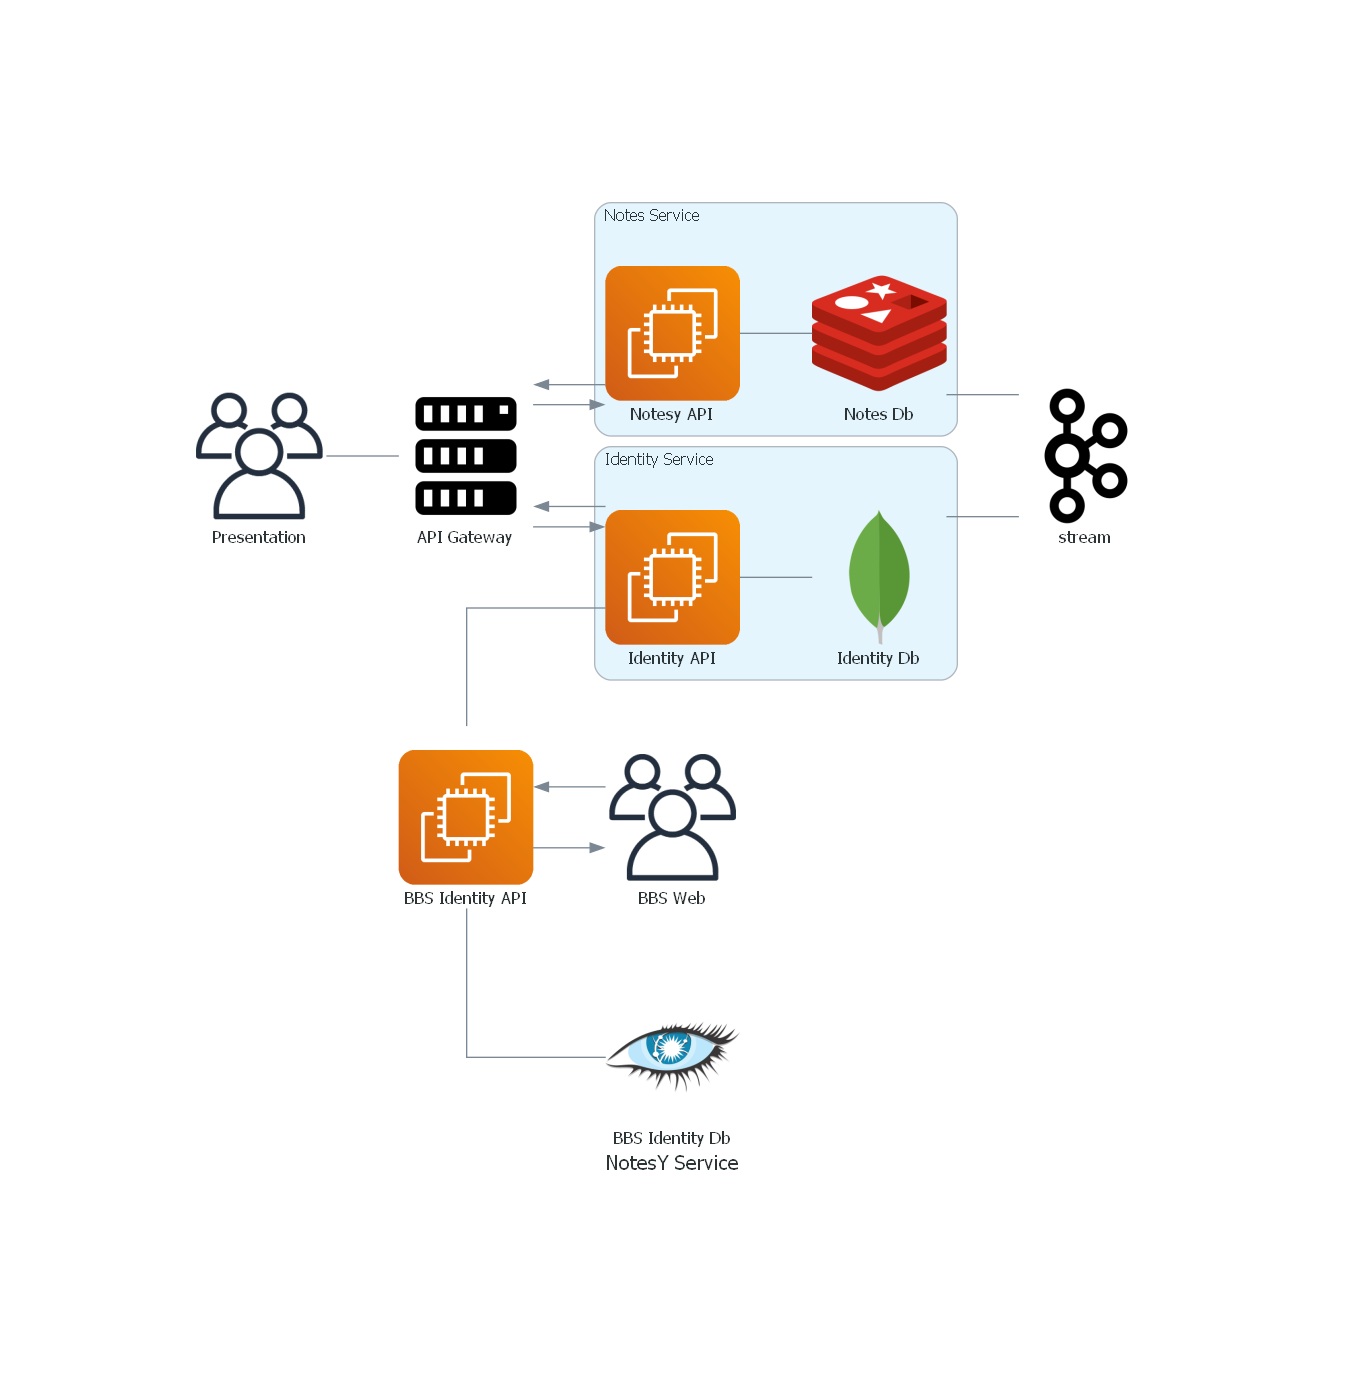 Notes Service
Notesy API
Notes Db
Identity Service
Presentation
API Gateway
stream
Identity API
Identity Db
BBS Identity API
BBS Web
BBS Identity Db
NotesY Service